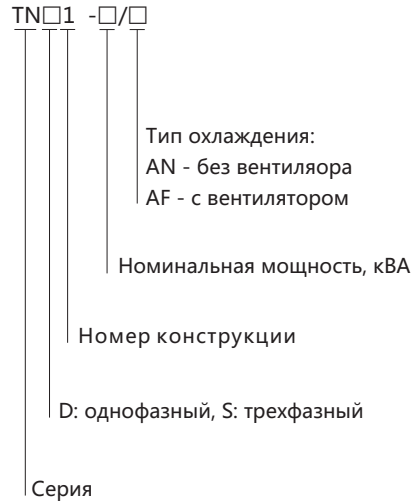 TN□1 -□/□
Тип охлаждения:
AN - без вентиляора
AF - с вентилятором
Номинальная мощность, кВА
Номер конструкции
D: однофазный, S: трехфазный
Серия